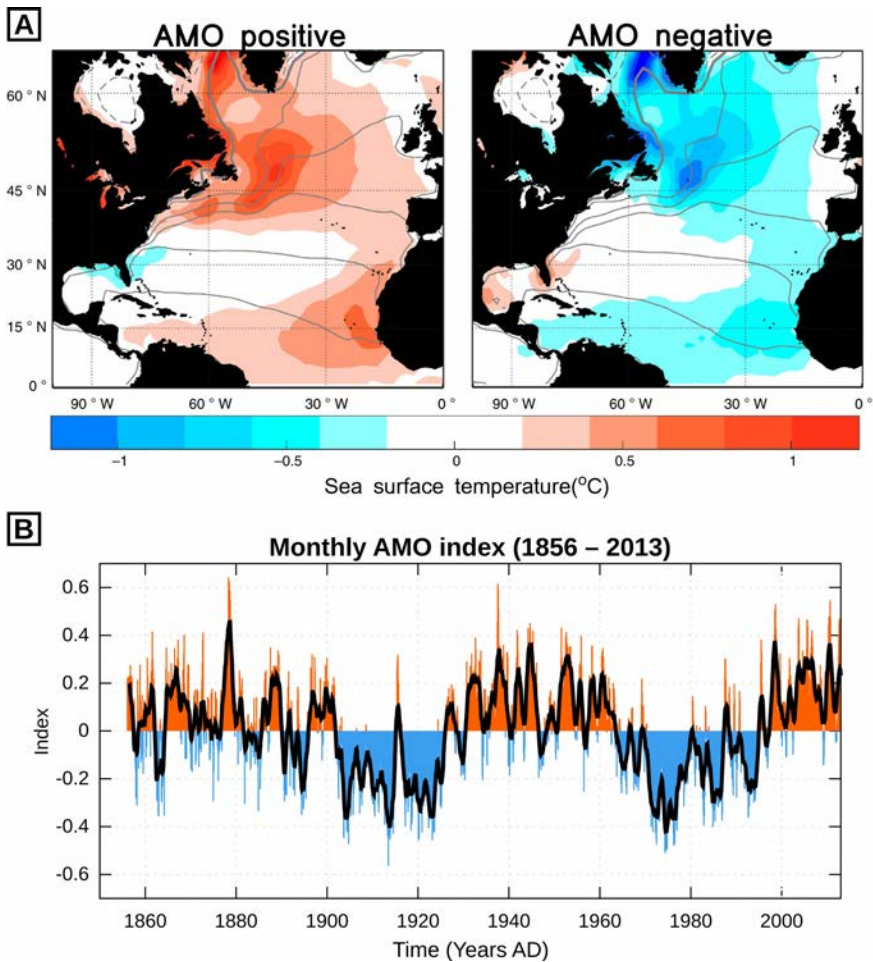 A
AMO positive
AMO negative
60 ° N
45 ° N
30 ° N
15 ° N
0 °
90 ° W
60 ° W
30 ° W
0 °
90 ° W
60 ° W
30 ° W
0 °
−1
−0.5
0
0.5
1
Sea surface temperature(°C)
B
Monthly AMO index (1856 – 2013)
0.6
0.4
0.2
0
-0.2
-0.4
-0.6
Index
1860
1880
1900
1920
1940
1960
1980
2000
Time (Years AD)